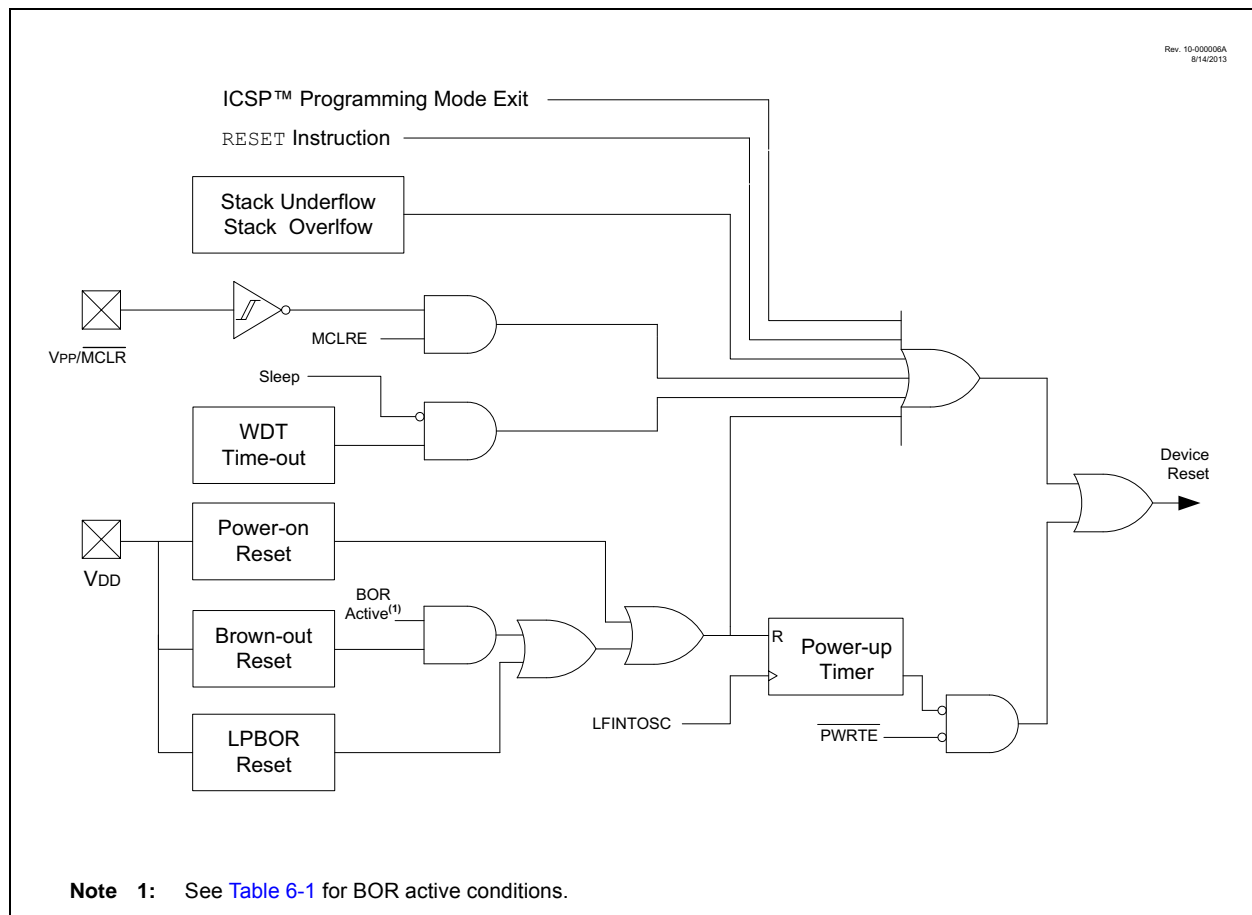 Rev. 10-000006A
8/14/2013
ICSP™ Programming Mode Exit
RESET Instruction
Stack Underflow
Stack Overlfow
VPP/MCLR
MCLRE
Sleep
WDT
Time-out
Device
Reset
Power-on
Reset
VDD
BOR
Active(1)
Brown-out
Reset
R
Power-up
Timer
LFINTOSC
PWRTE
LPBOR
Reset
Note 1: See Table 6-1 for BOR active conditions.